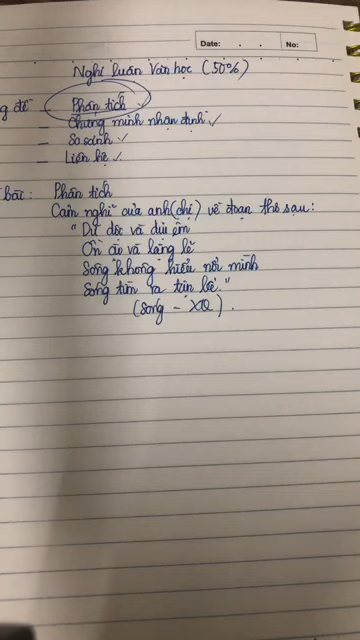 Date: . . No:
Nghị luận văn học (50%)
g đề Phân tích ✓
— Chứng minh nhận định ✓
— So sánh ✓
— Liên hệ ✓
bài: Phân tích
Cảm nghĩ của anh (chị) về đoạn thơ sau:
"Dữ dội và dịu êm
Ồn ào và lặng lẽ
Sông không hiểu nổi mình
Sóng tìm ra tận bể."
(Sóng - XQ).